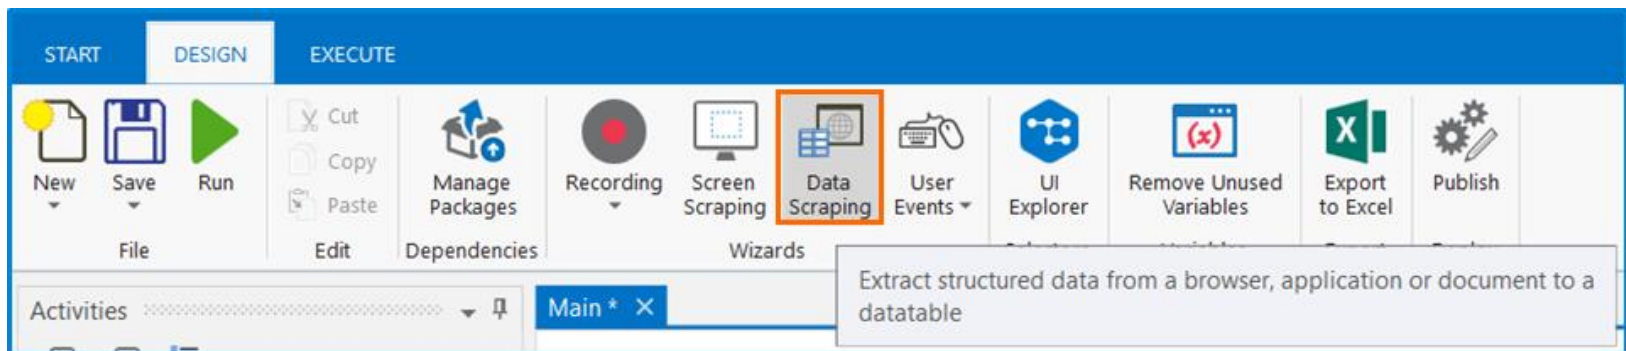 START DESIGN EXECUTE
Cut
Copy
Paste
New Save Run
Manage
Packages
Recording
Screen
Scraping
Data
Scraping
User
Events
UI
Explorer
Remove Unused
Variables
(x)
X
Export
to Excel
Publish
File Edit Dependencies Wizards
Extract structured data from a browser, application or document to a
datatable
Activities
Main * X